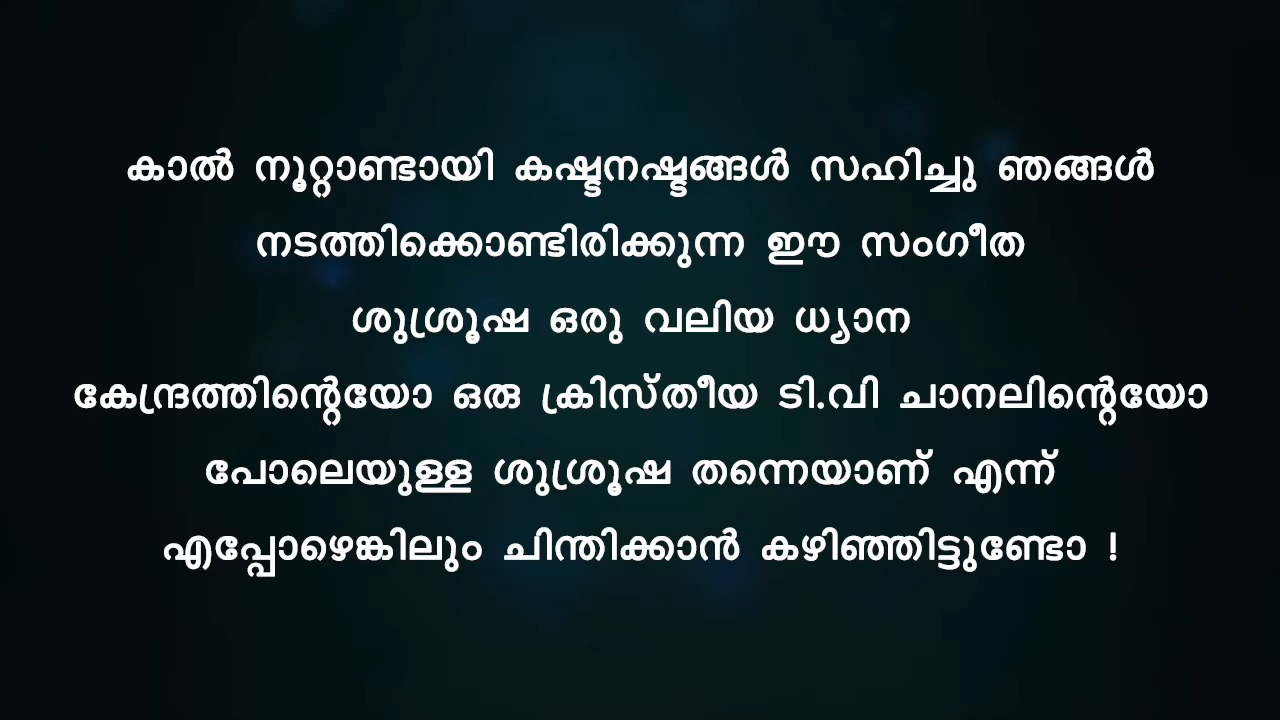 കാൽ നൂറ്റാണ്ടായി കഷ്ടനഷ്ടങ്ങൾ സഹിച്ചു ഞങ്ങൾ
നടത്തിക്കൊണ്ടിരിക്കുന്ന ഈ സംഗീത
ശുശ്രൂഷ ഒരു വലിയ ധ്യാന
കേന്ദ്രത്തിന്റെയോ ഒരു ക്രിസ്തീയ ടി.വി ചാനലിന്റെയോ
പോലെയുള്ള ശുശ്രൂഷ തന്നെയാണ് എന്ന്
എപ്പോഴെങ്കിലും ചിന്തിക്കാൻ കഴിഞ്ഞിട്ടുണ്ടോ !